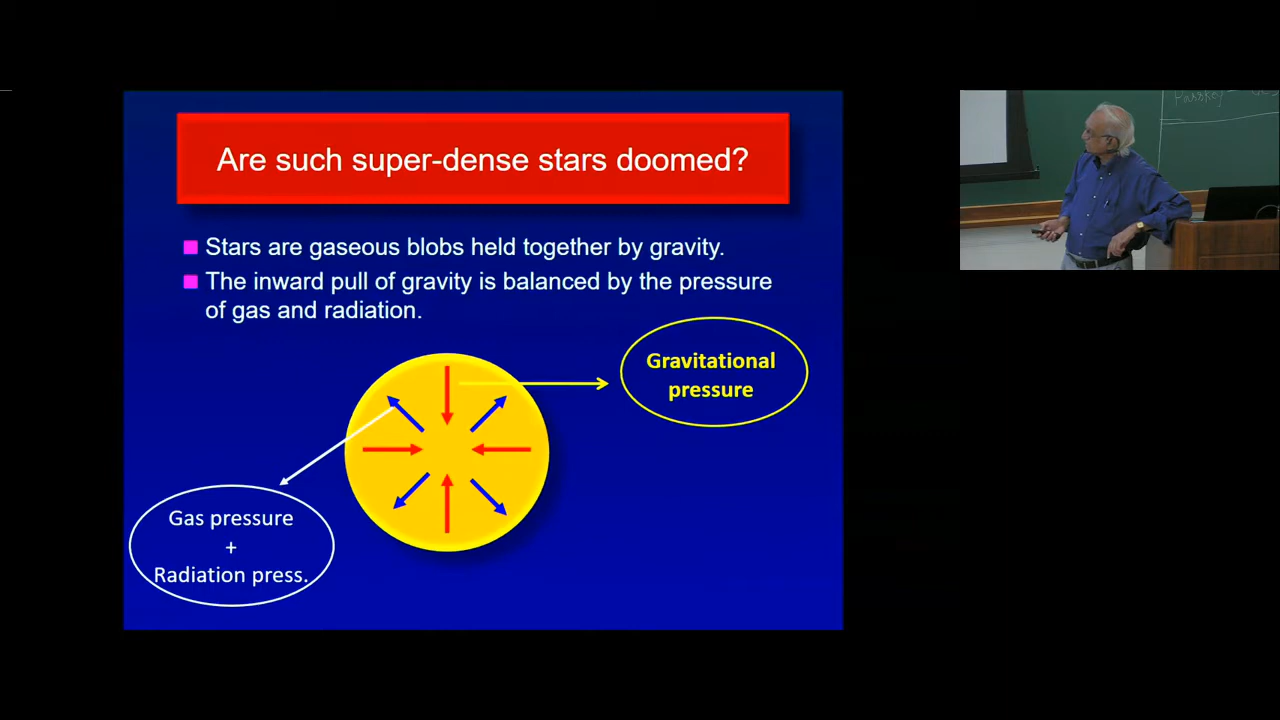 Are such super-dense stars doomed?
Stars are gaseous blobs held together by gravity.
The inward pull of gravity is balanced by the pressure
of gas and radiation.
Gravitational
pressure
Gas pressure
+
Radiation press.